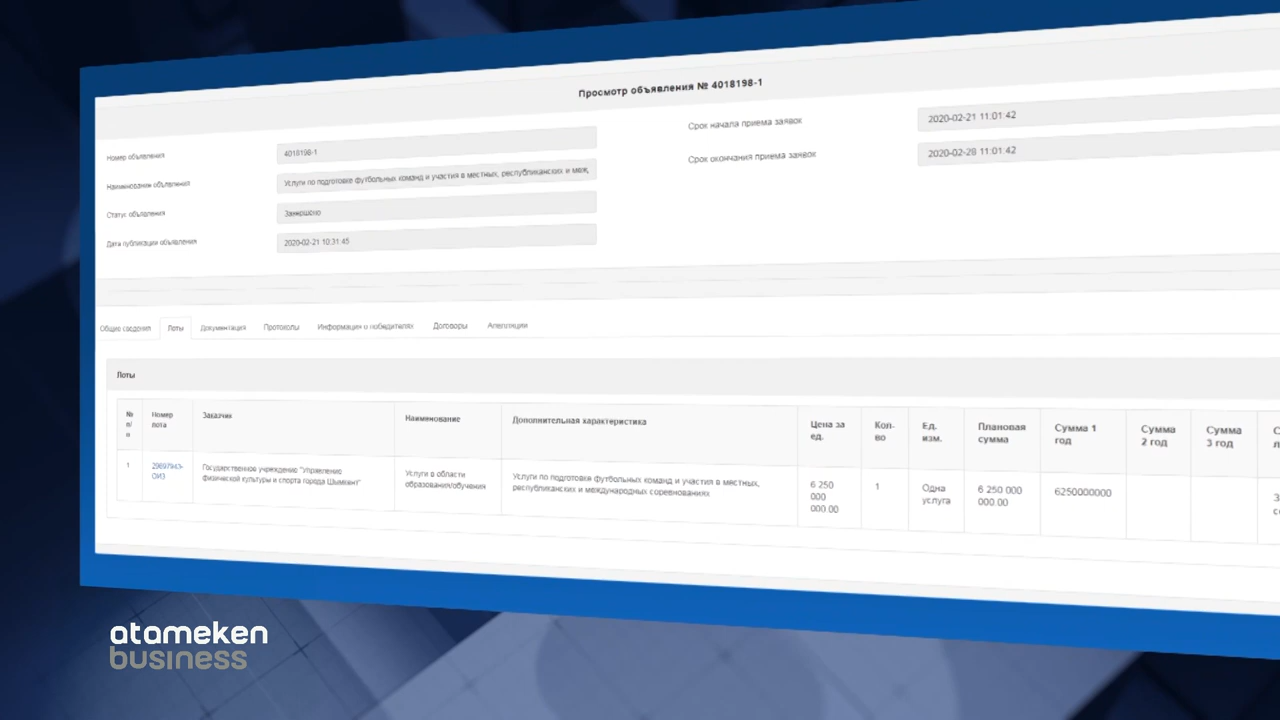 Просмотр объявления № 4018198-1
Номер объявления
4018198-1
Наименование объявления
Услуги по подготовке футбольных команд и участия в местных, республиканских и меж,
Статус объявления
Завершено
Дата публикации объявления
2020-02-21 10:31:45
Срок начала приема заявок
2020-02-21 11:01:42
Срок окончания приема заявок
2020-02-28 11:01:42
Общие сведения Лоты Документация Протоколы Информация о победителях Договоры Апелляции
Лоты
№
п/
п
Номер
лота
Заказчик
Наименование
Дополнительная характеристика
Цена за
ед.
Кол-
во
Ед.
изм.
Плановая
сумма
Сумма 1
год
Сумма
2 год
Сумма
3 год
1
Государственное учреждение "Управление
физической культуры и спорта города Шымкент"
Услуги в области
образования/обучения
Услуги по подготовке футбольных команд и участия в местных,
республиканских и международных соревнованиях
6 250
000
000.00
1
Одна
услуга
6 250 000
000.00
6250000000
atameken
business